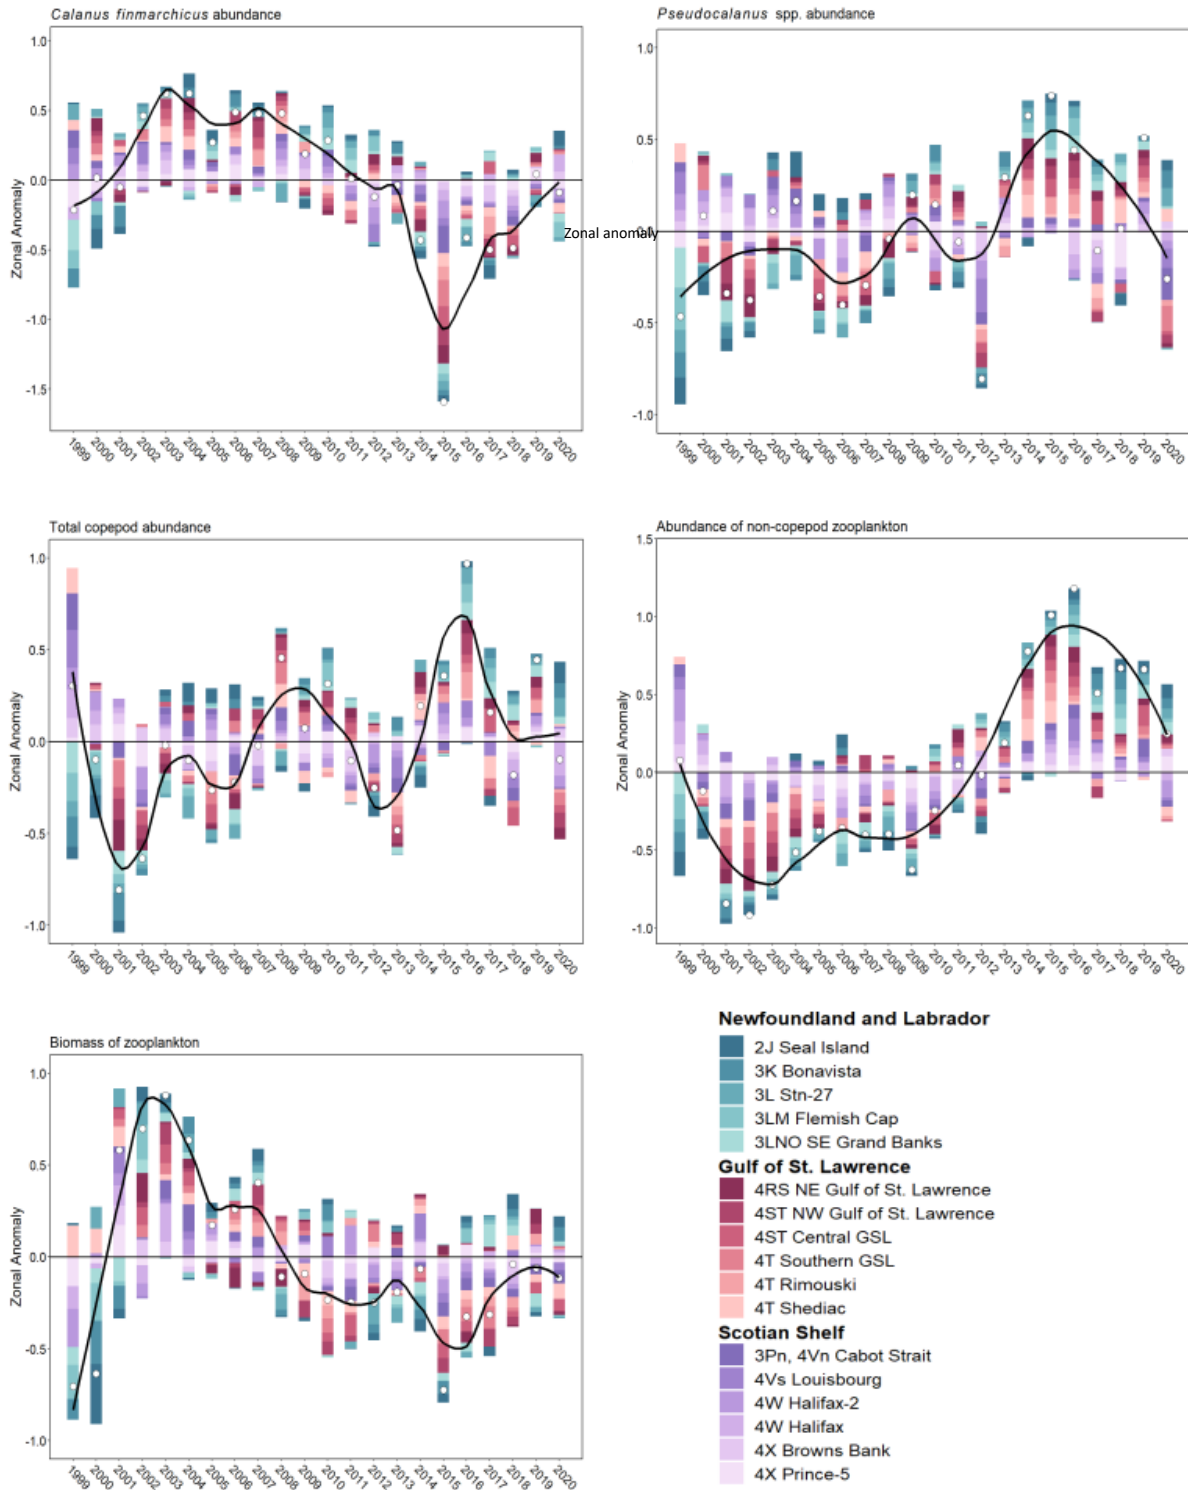 Calanus finmarchicus abundance
Zonal Anomaly
1.0
0.5
0.0
-0.5
-1.0
-1.5
1999 2000 2001 2002 2003 2004 2005 2006 2007 2008 2009 2010 2011 2012 2013 2014 2015 2016 2017 2018 2019 2020
Pseudocalanus spp. abundance
Zonal anomaly
1.0
0.5
0.0
-0.5
-1.0
1999 2000 2001 2002 2003 2004 2005 2006 2007 2008 2009 2010 2011 2012 2013 2014 2015 2016 2017 2018 2019 2020
Total copepod abundance
Zonal Anomaly
1.0
0.5
0.0
-0.5
-1.0
1999 2000 2001 2002 2003 2004 2005 2006 2007 2008 2009 2010 2011 2012 2013 2014 2015 2016 2017 2018 2019 2020
Abundance of non-copepod zooplankton
Zonal Anomaly
1.5
1.0
0.5
0.0
-0.5
-1.0
1999 2000 2001 2002 2003 2004 2005 2006 2007 2008 2009 2010 2011 2012 2013 2014 2015 2016 2017 2018 2019 2020
Biomass of zooplankton
Zonal Anomaly
1.0
0.5
0.0
-0.5
-1.0
1999 2000 2001 2002 2003 2004 2005 2006 2007 2008 2009 2010 2011 2012 2013 2014 2015 2016 2017 2018 2019 2020
Newfoundland and Labrador
2J Seal Island
3K Bonavista
3L Stn-27
3LM Flemish Cap
3LNO SE Grand Banks
Gulf of St. Lawrence
4RS NE Gulf of St. Lawrence
4ST NW Gulf of St. Lawrence
4ST Central GSL
4T Southern GSL
4T Rimouski
4T Shediac
Scotian Shelf
3Pn, 4Vn Cabot Strait
4Vs Louisbourg
4W Halifax-2
4W Halifax
4X Browns Bank
4X Prince-5